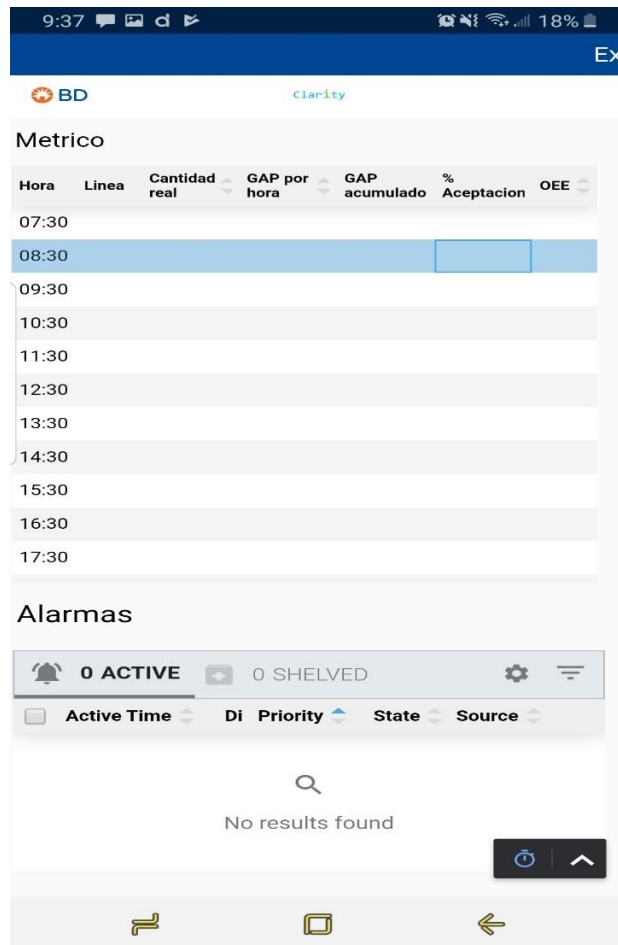 9:37 18%
Ex
BD Clarity
Metrico
Hora Linea Cantidad real GAP por hora GAP acumulado % Aceptacion OEE
07:30
08:30
09:30
10:30
11:30
12:30
13:30
14:30
15:30
16:30
17:30
Alarmas
0 ACTIVE 0 SHELVED
Active Time Di Priority State Source
No results found